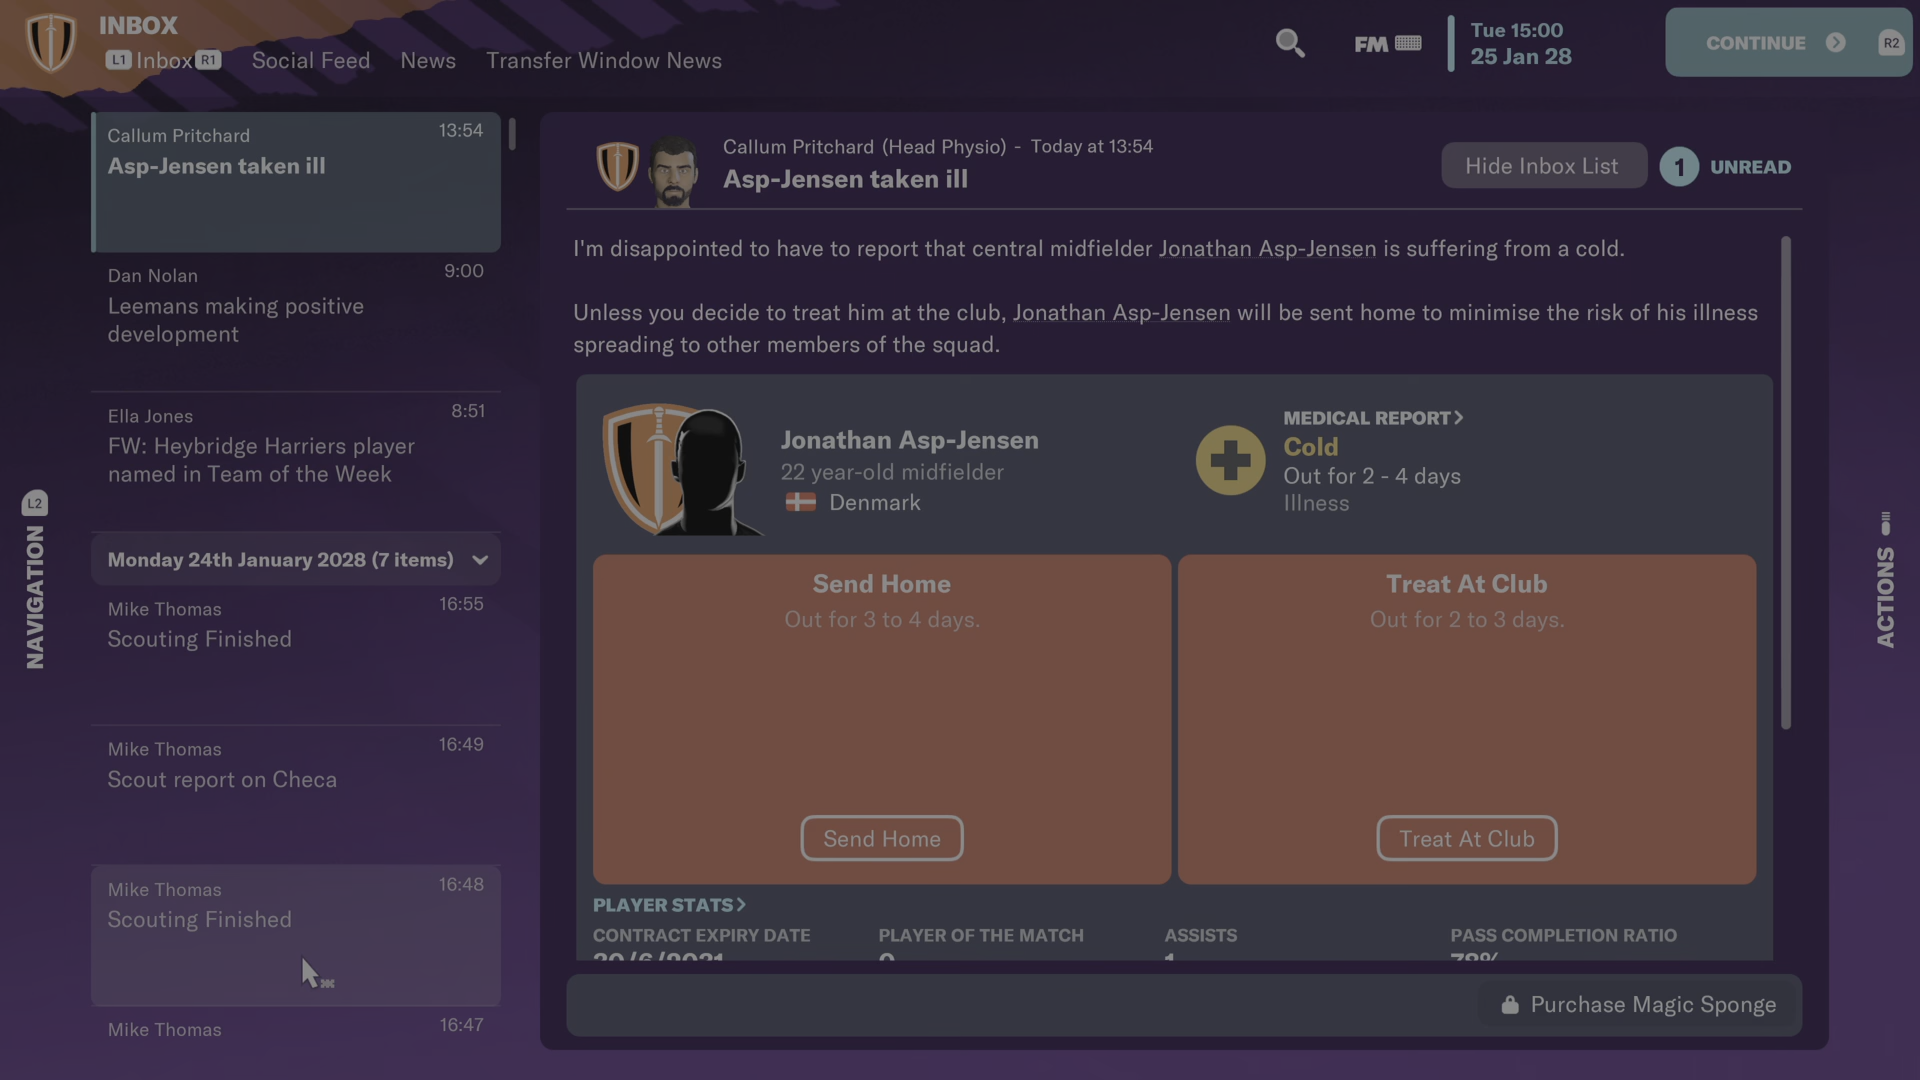 INBOX
L1 Inbox R1 Social Feed News Transfer Window News
FM
Tue 15:00
25 Jan 28
CONTINUE R2
Callum Pritchard 13:54
Asp-Jensen taken ill
Dan Nolan 9:00
Leemans making positive
development
Ella Jones 8:51
FW: Heybridge Harriers player
named in Team of the Week
Monday 24th January 2028 (7 items)
Mike Thomas 16:55
Scouting Finished
Mike Thomas 16:49
Scout report on Checa
Mike Thomas 16:48
Scouting Finished
Mike Thomas 16:47
L2
NAVIGATION
Callum Pritchard (Head Physio) - Today at 13:54
Asp-Jensen taken ill
Hide Inbox List
1 UNREAD
I'm disappointed to have to report that central midfielder Jonathan Asp-Jensen is suffering from a cold.
Unless you decide to treat him at the club, Jonathan Asp-Jensen will be sent home to minimise the risk of his illness
spreading to other members of the squad.
Jonathan Asp-Jensen
22 year-old midfielder
Denmark
MEDICAL REPORT
Cold
Out for 2 - 4 days
Illness
Send Home
Out for 3 to 4 days.
Send Home
Treat At Club
Out for 2 to 3 days.
Treat At Club
PLAYER STATS
CONTRACT EXPIRY DATE PLAYER OF THE MATCH ASSISTS PASS COMPLETION RATIO
Purchase Magic Sponge
ACTIONS